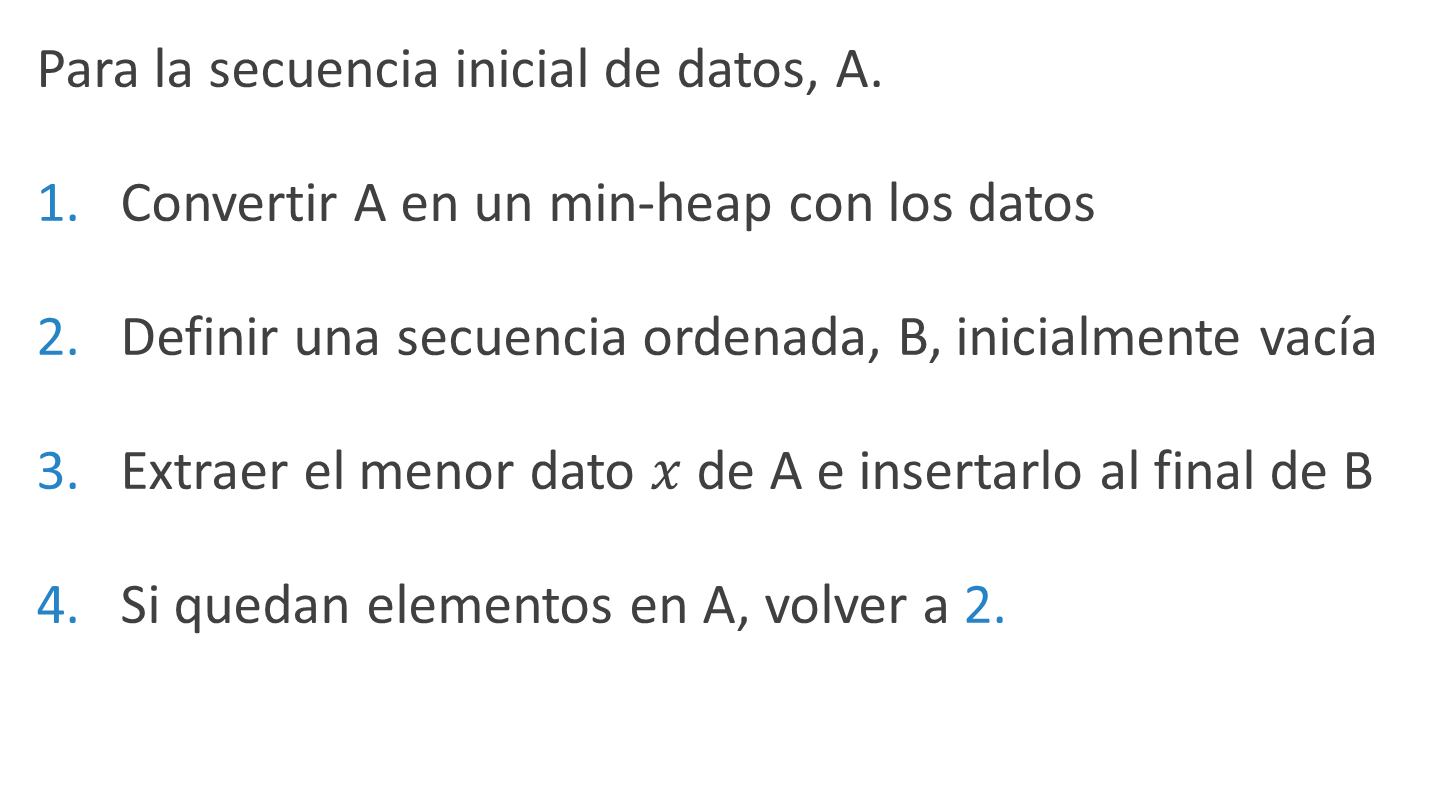 Para la secuencia inicial de datos, A.
1. Convertir A en un min-heap con los datos
2. Definir una secuencia ordenada, B, inicialmente vacía
3. Extraer el menor dato 𝑥 de A e insertarlo al final de B
4. Si quedan elementos en A, volver a 2.